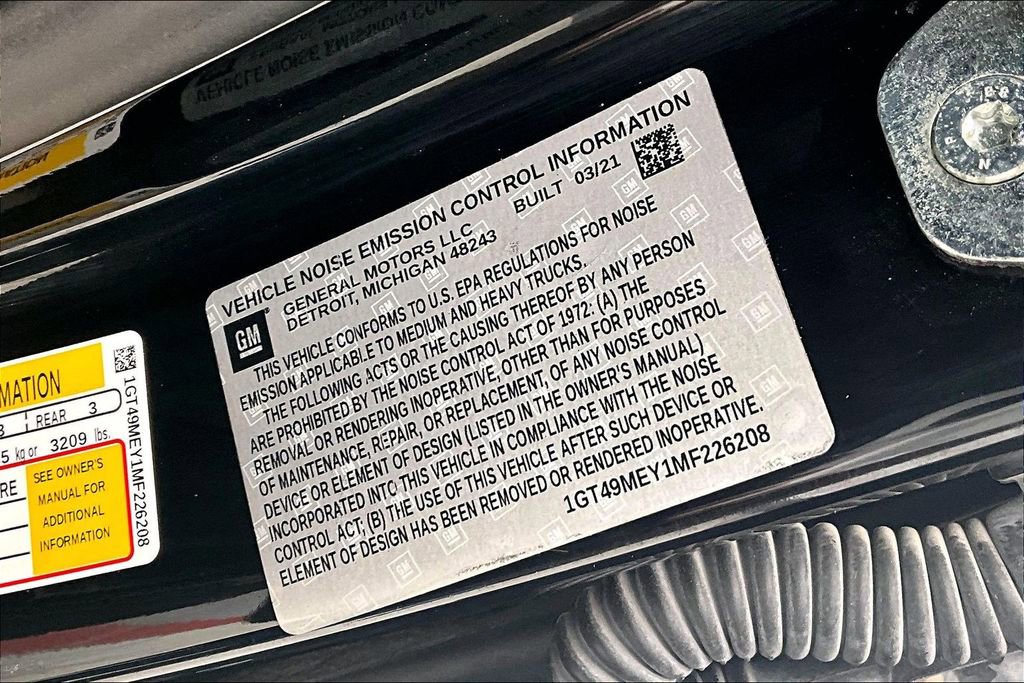 VEHICLE NOISE EMISSION CONTROL INFORMATION
GM
GENERAL MOTORS LLC
DETROIT, MICHIGAN 48243
BUILT 03/21
THIS VEHICLE CONFORMS TO U.S. EPA REGULATIONS FOR NOISE
EMISSION APPLICABLE TO MEDIUM AND HEAVY TRUCKS.
THE FOLLOWING ACTS OR THE CAUSING THEREOF BY ANY PERSON
ARE PROHIBITED BY THE NOISE CONTROL ACT OF 1972: (A) THE
REMOVAL OR RENDERING INOPERATIVE, OTHER THAN FOR PURPOSES
OF MAINTENANCE, REPAIR, OR REPLACEMENT, OF ANY NOISE CONTROL
DEVICE OR ELEMENT OF DESIGN (LISTED IN THE OWNER'S MANUAL)
INCORPORATED INTO THIS VEHICLE IN COMPLIANCE WITH THE NOISE
CONTROL ACT; (B) THE USE OF THIS VEHICLE AFTER SUCH DEVICE OR
ELEMENT OF DESIGN HAS BEEN REMOVED OR RENDERED INOPERATIVE.
1GT49MEY1MF226208
MATION
3 REAR 3
5 kg or 3209 lbs.
RE
SEE OWNER'S
MANUAL FOR
ADDITIONAL
INFORMATION
1GT49MEY1MF226208